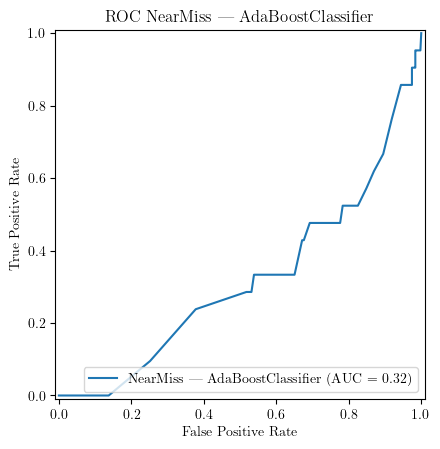 ROC NearMiss — AdaBoostClassifier
1.0
0.8
0.6
0.4
0.2
0.0
True Positive Rate
NearMiss — AdaBoostClassifier (AUC = 0.32)
0.0 0.2 0.4 0.6 0.8 1.0
False Positive Rate